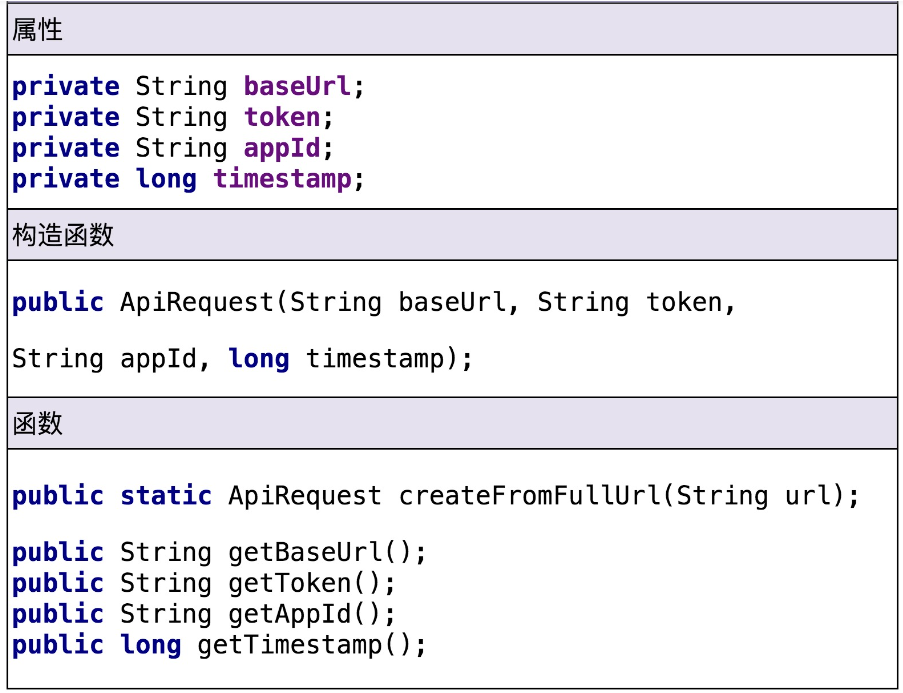 属性
private String baseUrl;
private String token;
private String appId;
private long timestamp;
构造函数
public ApiRequest(String baseUrl, String token,
String appId, long timestamp);
函数
public static ApiRequest createFromFullUrl(String url);
public String getBaseUrl();
public String getToken();
public String getAppId();
public long getTimestamp();